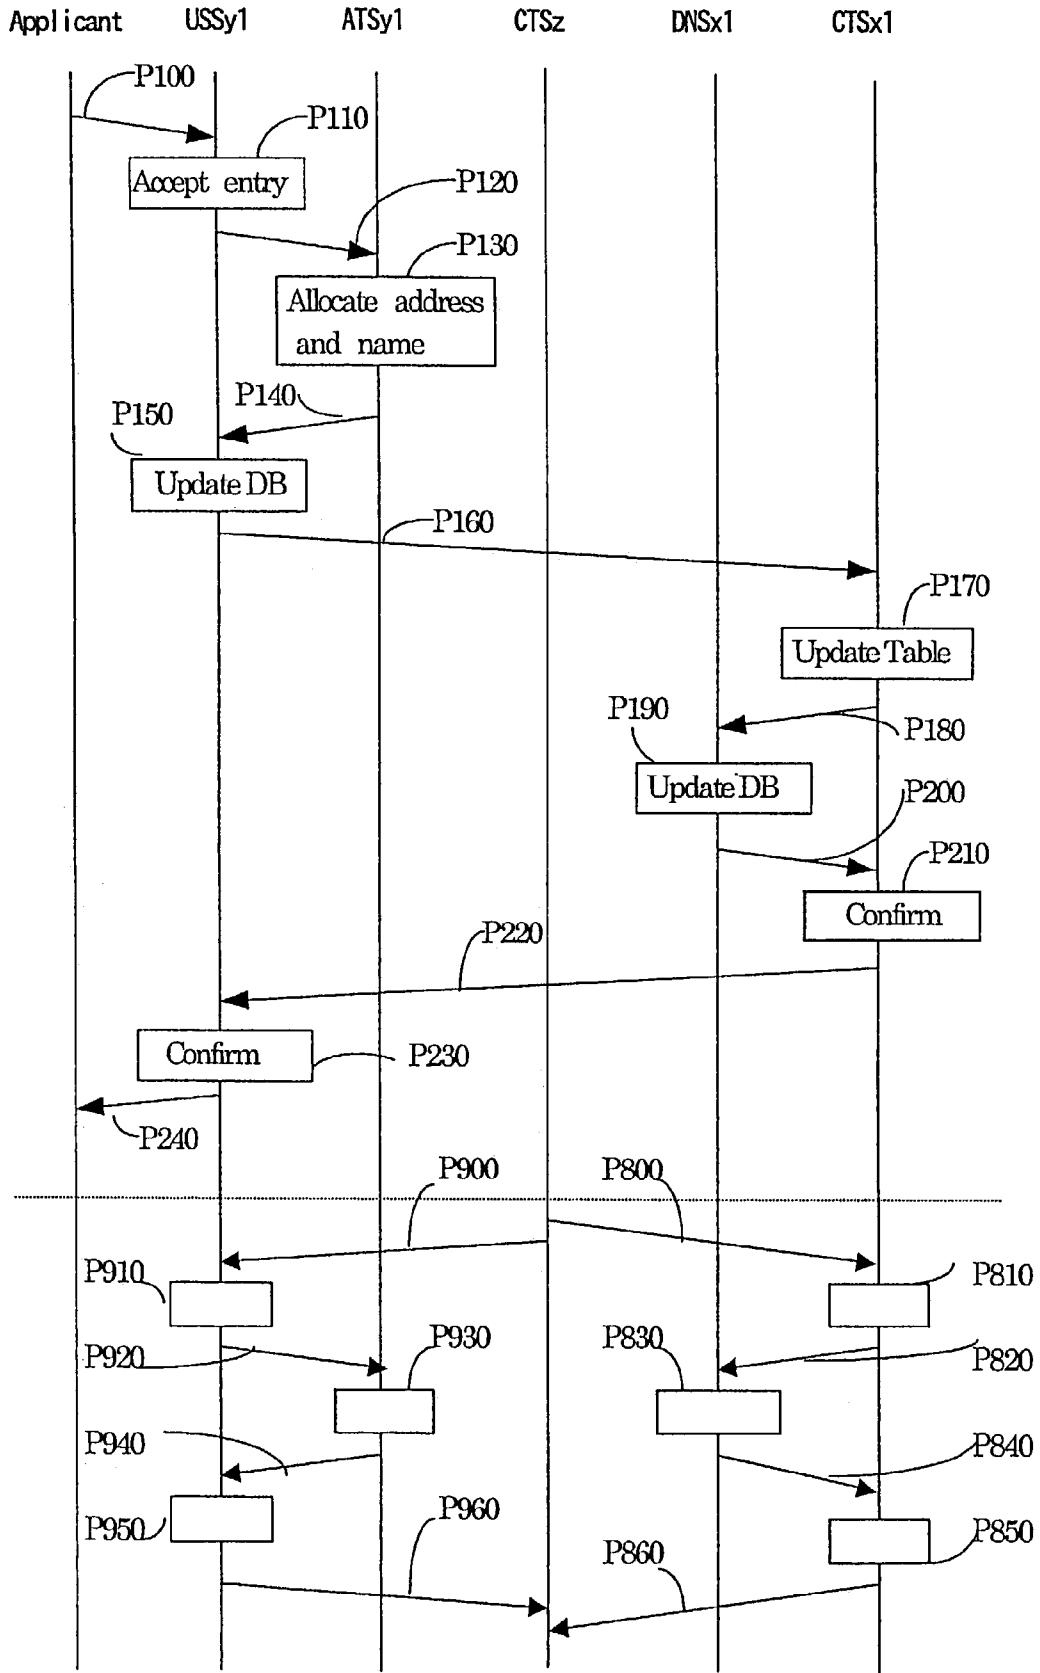 Applicant USSy1 ATSy1 CTSz DNSx1 CTSx1
P100
P110
Accept entry
P120
P130
Allocate address
and name
P140
P150
Update DB
P160
P170
Update Table
P180
P190
Update DB
P200
P210
Confirm
P220
Confirm
P230
P240
P900 P800
P910 P810
P920 P930 P830 P820
P940 P840
P950 P960 P860 P850